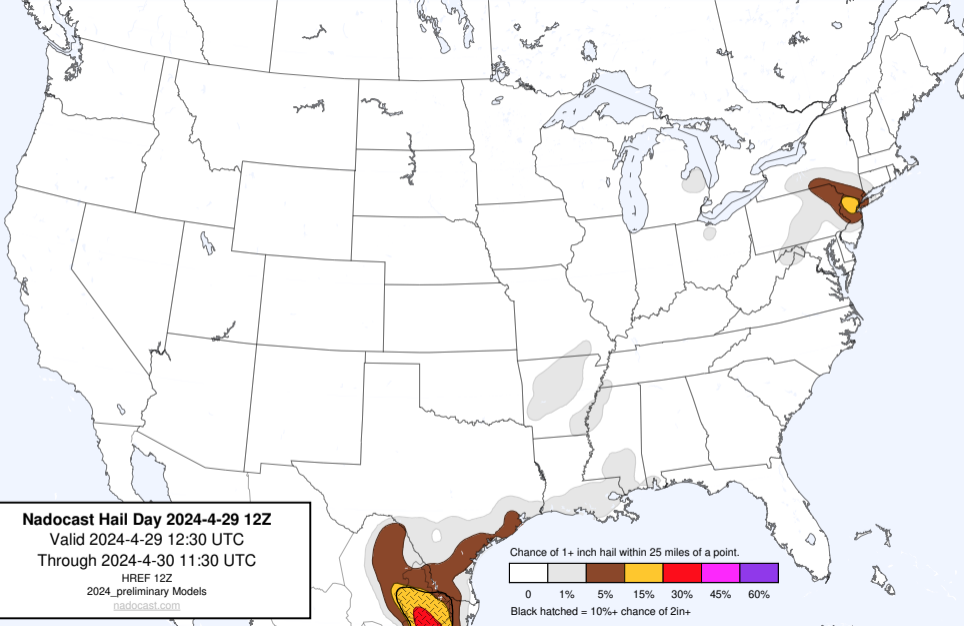 Nadocast Hail Day 2024-4-29 12Z
Valid 2024-4-29 12:30 UTC
Through 2024-4-30 11:30 UTC
HREF 12Z
2024_preliminary Models
nadocast.com
Chance of 1+ inch hail within 25 miles of a point.
0 1% 5% 15% 30% 45% 60%
Black hatched = 10%+ chance of 2in+